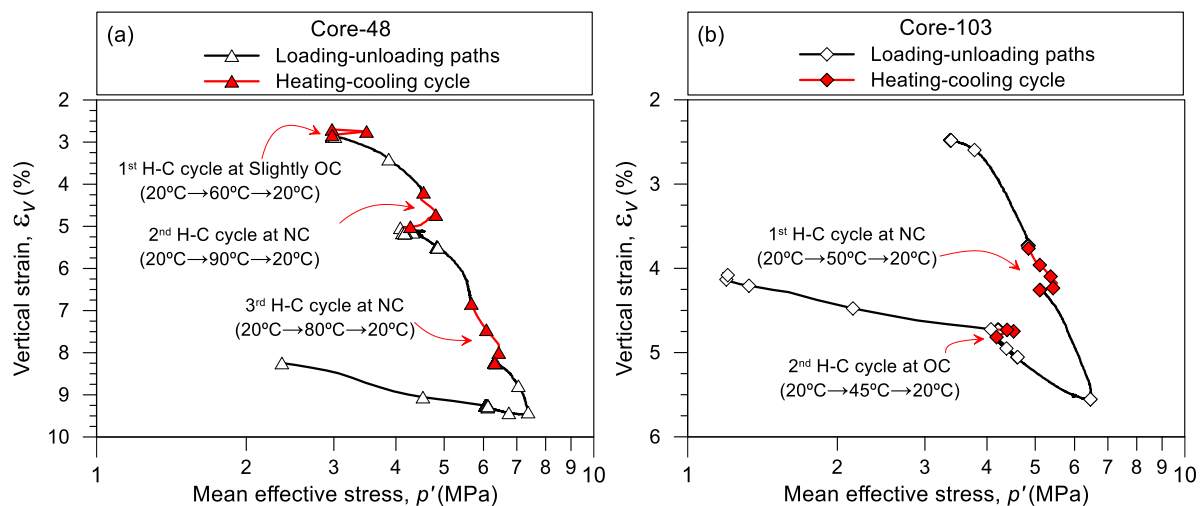 Core-48
(a)
Loading-unloading paths
Heating-cooling cycle
2
3
4
5
6
7
8
9
10
Vertical strain, εv (%)
1st H-C cycle at Slightly OC
(20ºC→60ºC→20ºC)
2nd H-C cycle at NC
(20ºC→90ºC→20ºC)
3rd H-C cycle at NC
(20ºC→80ºC→20ºC)
1 2 3 4 5 6 7 8 9 10
Mean effective stress, p′(MPa)
Core-103
(b)
Loading-unloading paths
Heating-cooling cycle
2
3
4
5
6
Vertical strain, εv (%)
1st H-C cycle at NC
(20ºC→50ºC→20ºC)
2nd H-C cycle at OC
(20ºC→45ºC→20ºC)
1 2 3 4 5 6 7 8 9 10
Mean effective stress, p′(MPa)